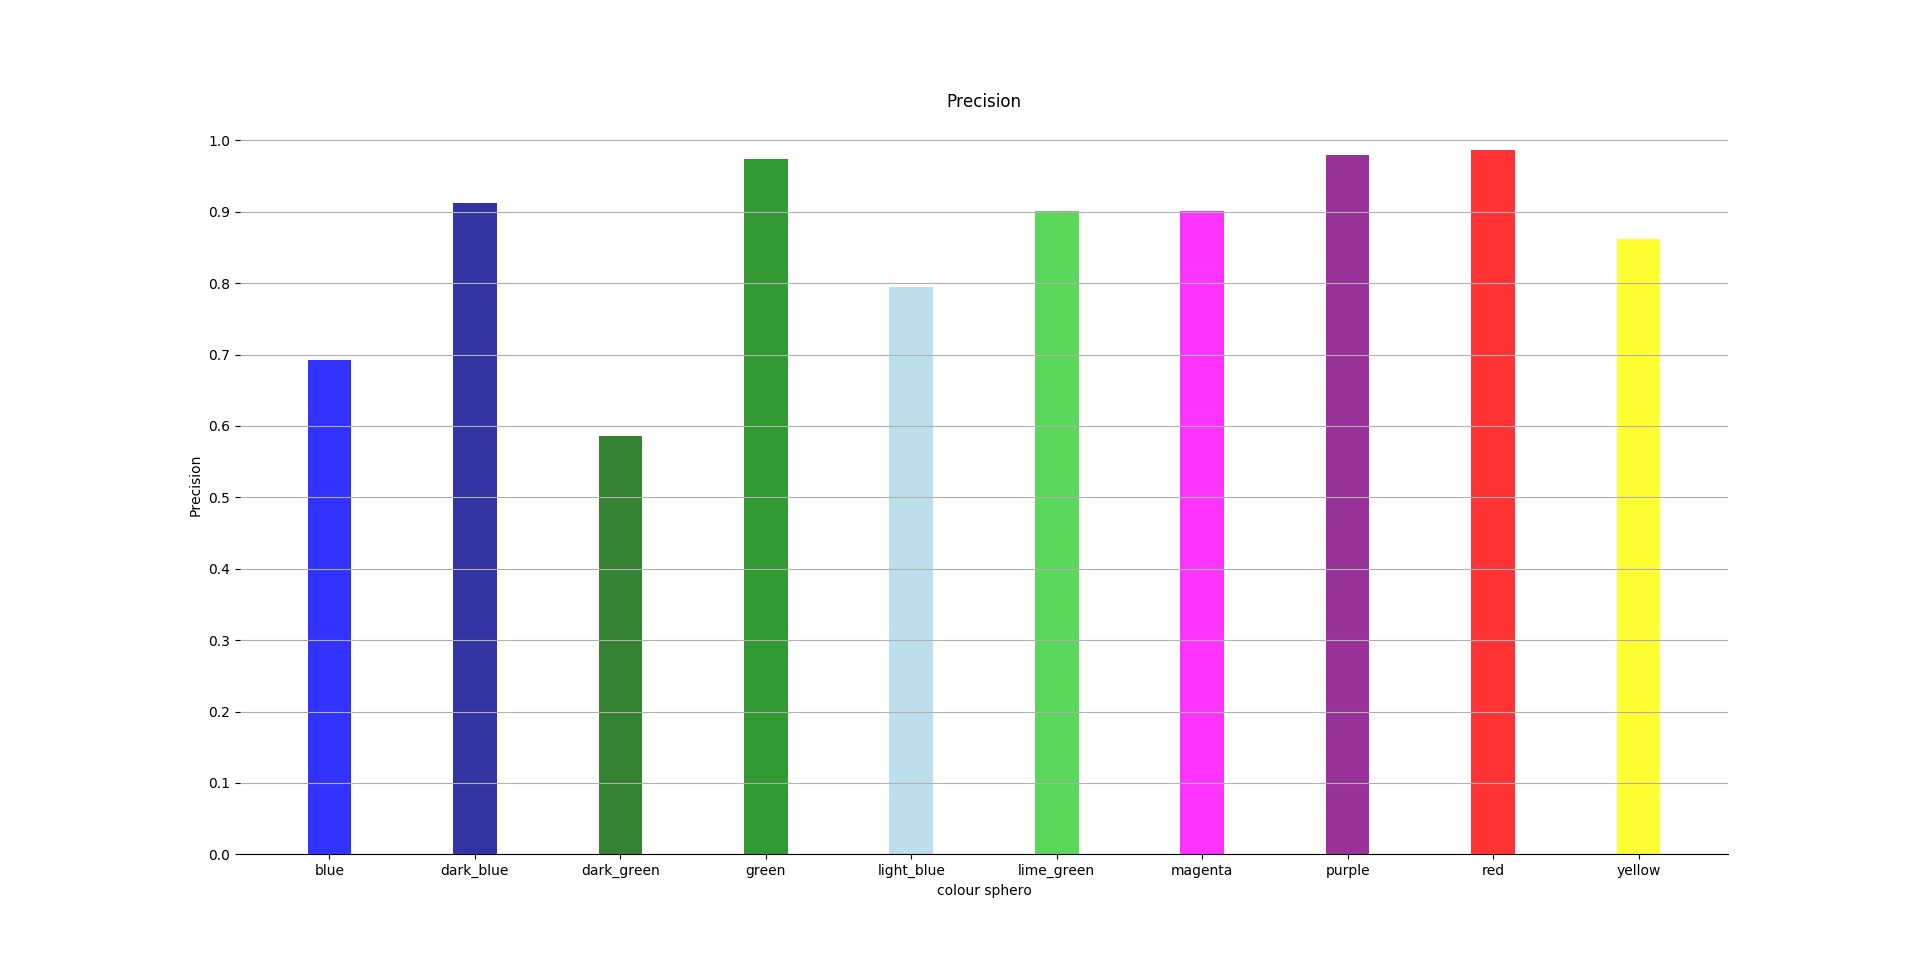 Precision
1.0
0.9
0.8
0.7
0.6
0.5
0.4
0.3
0.2
0.1
0.0
Precision
blue dark_blue dark_green green light_blue lime_green magenta purple red yellow
colour sphero